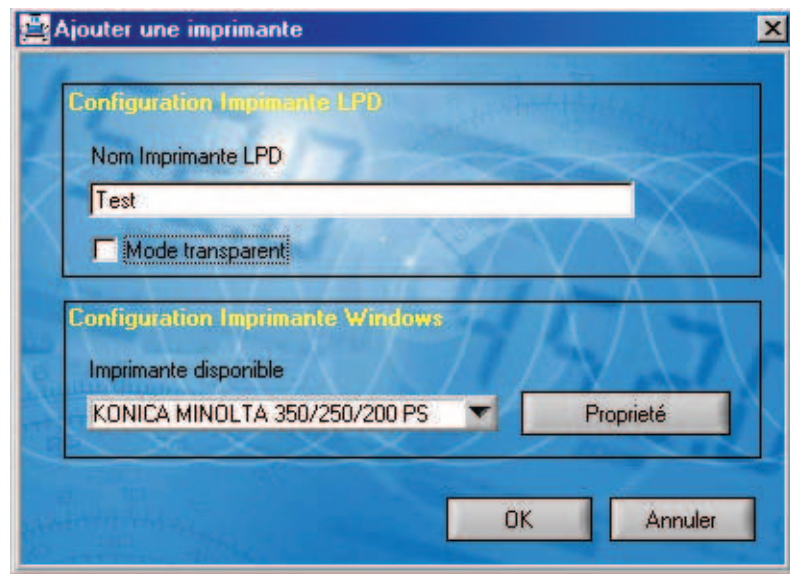 Ajouter une imprimante
Configuration Impimante LPD
Nom Imprimante LPD
Test
Mode transparent
Configuration Imprimante Windows
Imprimante disponible
KONICA MINOLTA 350/250/200 PS
Proprieté
OK
Annuler